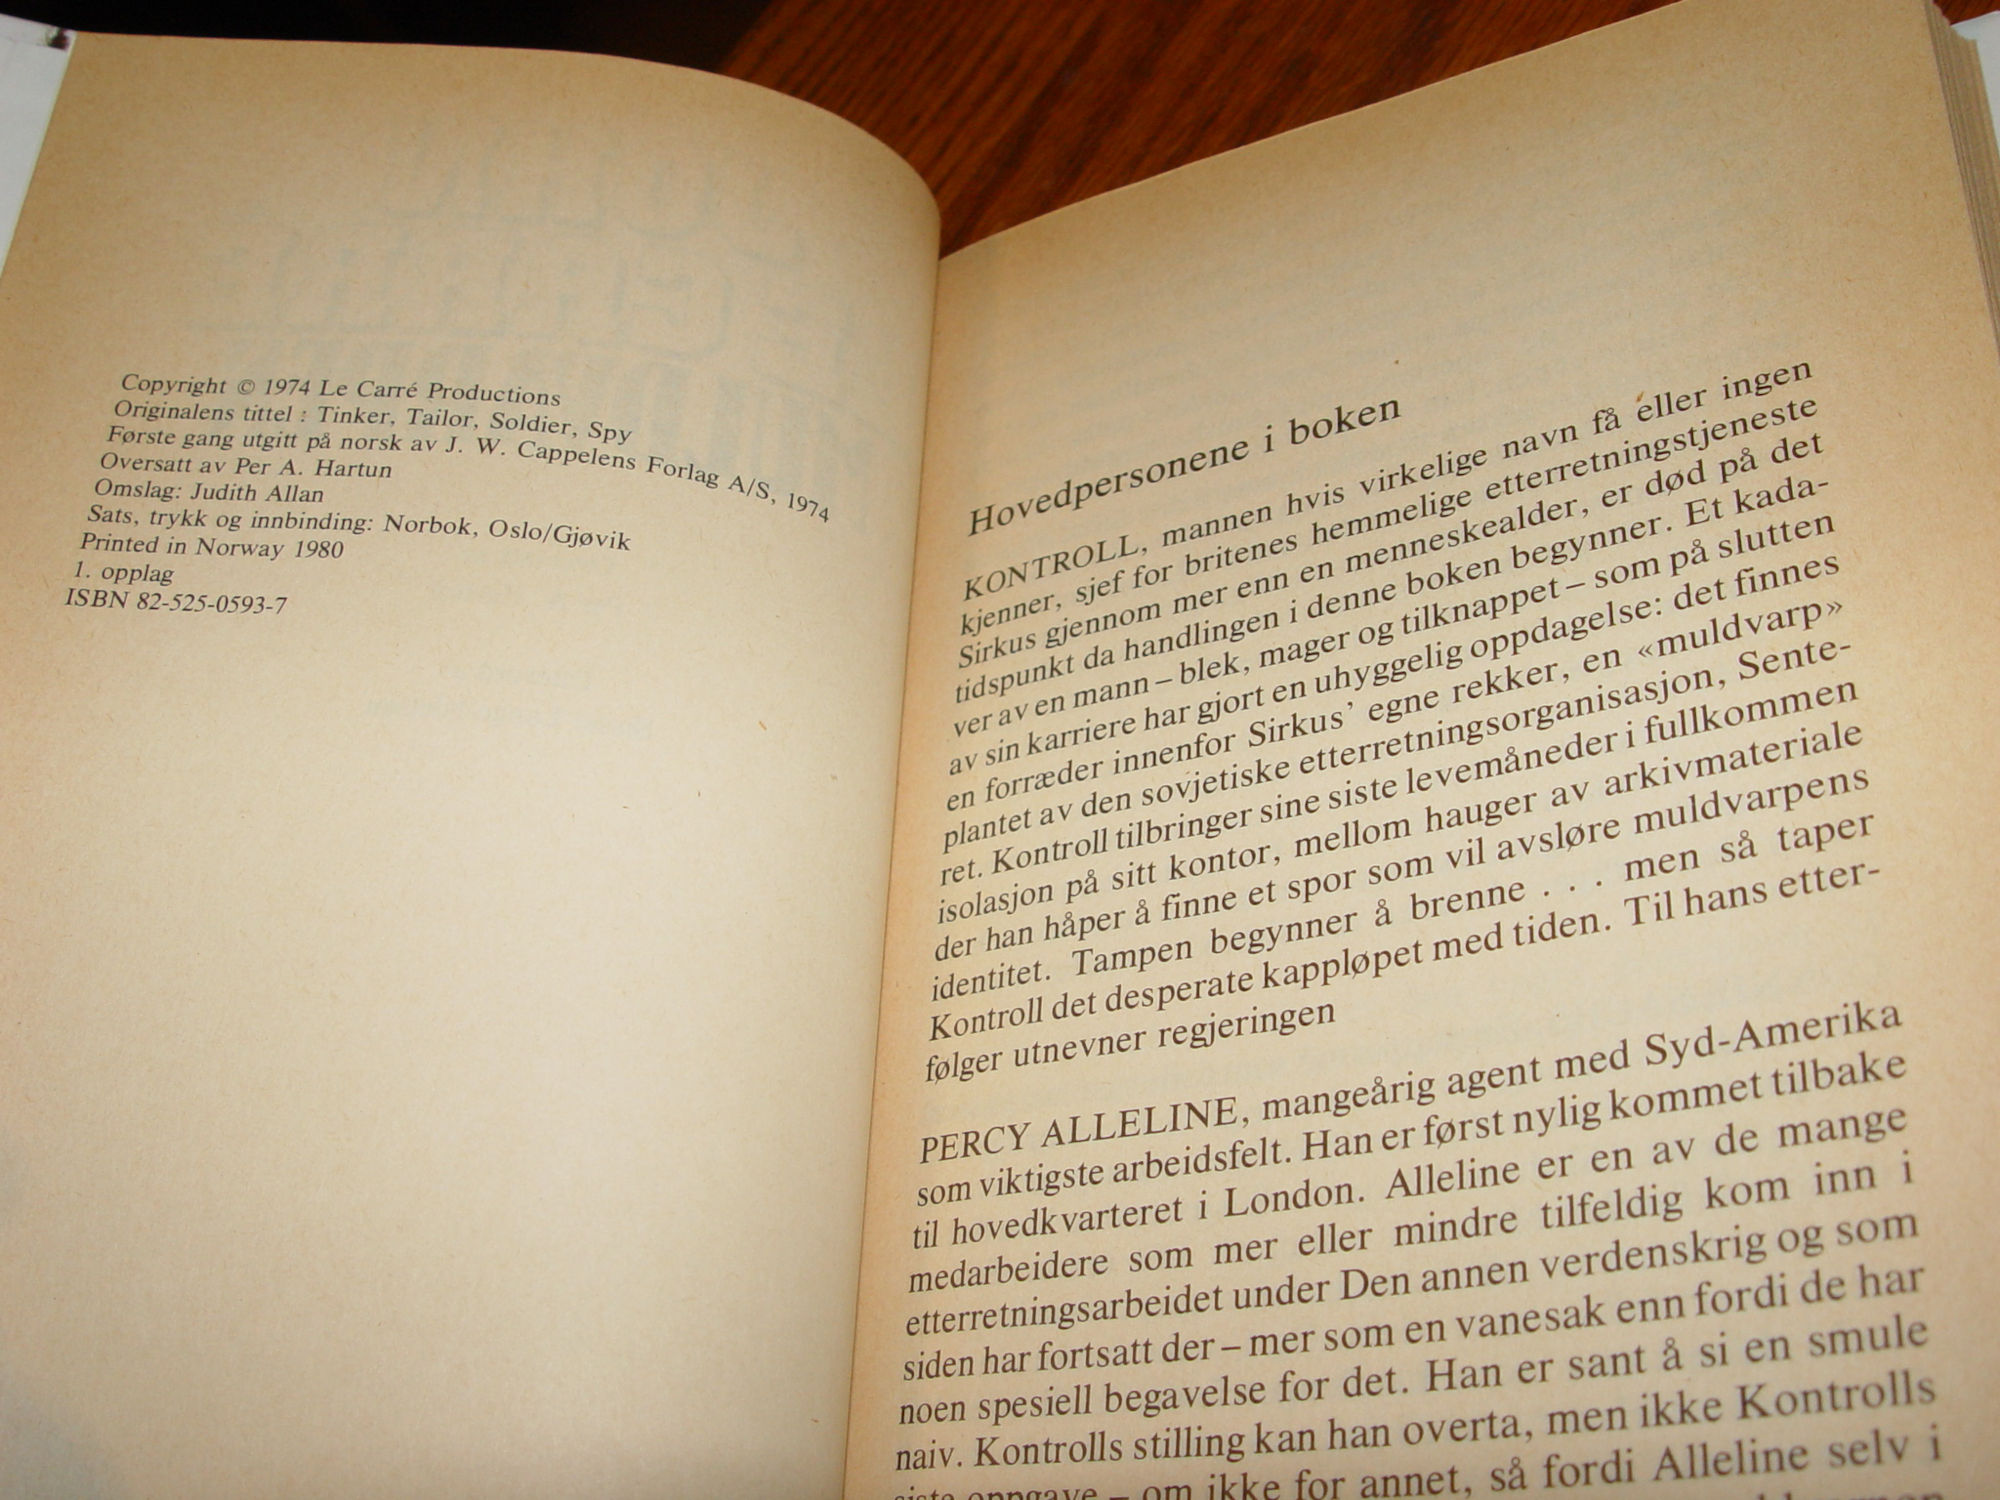 Copyright © 1974 Le Carré Productions
Originalens tittel : Tinker, Tailor, Soldier, Spy
Første gang utgitt på norsk av J. W. Cappelens Forlag A/S, 1974
Oversatt av Per A. Hartun
Omslag: Judith Allan
Sats, trykk og innbinding: Norbok, Oslo/Gjøvik
Printed in Norway 1980
1. opplag
ISBN 82-525-0593-7
Hovedpersonene i boken
KONTROLL, mannen hvis virkelige navn få eller ingen
kjenner, sjef for britenes hemmelige etterretningstjeneste
Sirkus gjennom mer enn en menneskealder, er død på det
tidspunkt da handlingen i denne boken begynner. Et kada-
ver av en mann – blek, mager og tilknappet – som på slutten
av sin karriere har gjort en uhyggelig oppdagelse: det finnes
en forræder innenfor Sirkus' egne rekker, en «muldvarp»
plantet av den sovjetiske etterretningsorganisasjon, Sente-
ret. Kontroll tilbringer sine siste levemåneder i fullkommen
isolasjon på sitt kontor, mellom hauger av arkivmateriale
der han håper å finne et spor som vil avsløre muldvarpens
identitet. Tampen begynner å brenne . . . men så taper
Kontroll det desperate kappløpet med tiden. Til hans etter-
følger utnevner regjeringen
PERCY ALLELINE, mangeårig agent med Syd-Amerika
som viktigste arbeidsfelt. Han er først nylig kommet tilbake
til hovedkvarteret i London. Alleline er en av de mange
medarbeidere som mer eller mindre tilfeldig kom inn i
etterretningsarbeidet under Den annen verdenskrig og som
siden har fortsatt der – mer som en vanesak enn fordi de har
noen spesiell begavelse for det. Han er sant å si en smule
naiv. Kontrolls stilling kan han overta, men ikke Kontrolls
siste oppgave – om ikke for annet, så fordi Alleline selv i